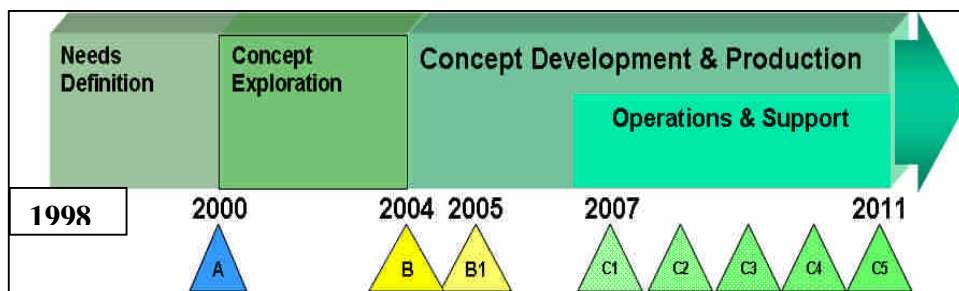 Needs
Definition
Concept
Exploration
Concept Development & Production
Operations & Support
1998
2000
2004
2005
2007
2011
A
B
B1
C1
C2
C3
C4
C5